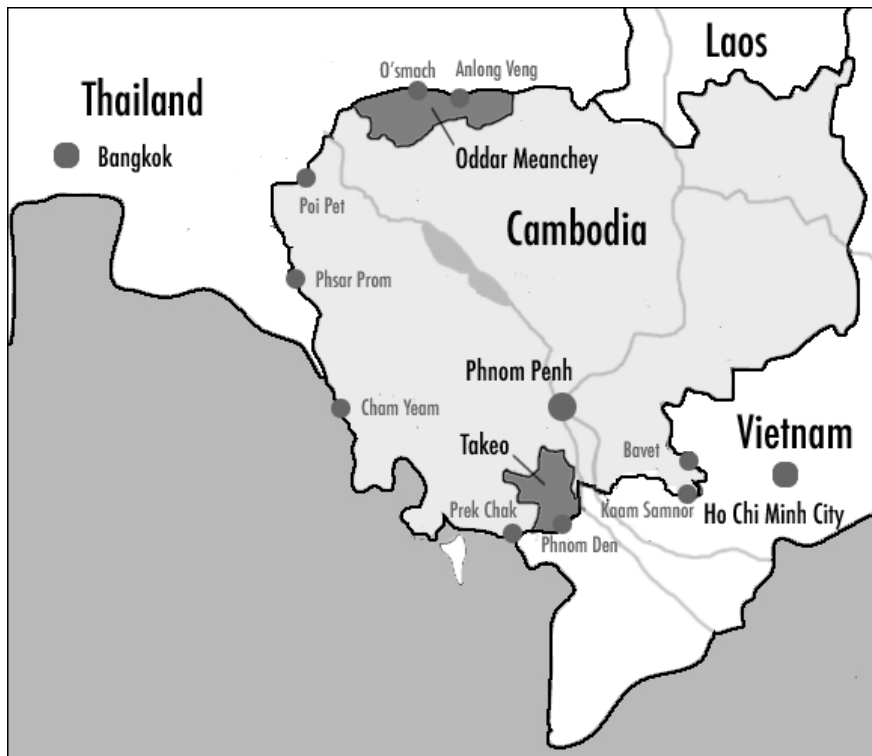 Laos
O'smach
Anlong Veng
Thailand
Bangkok
Oddar Meanchey
Poi Pet
Cambodia
Phsar Prom
Phnom Penh
Cham Yeam
Takeo
Bavet
Vietnam
Prek Chak
Kaam Samnor
Ho Chi Minh City
Phnom Den